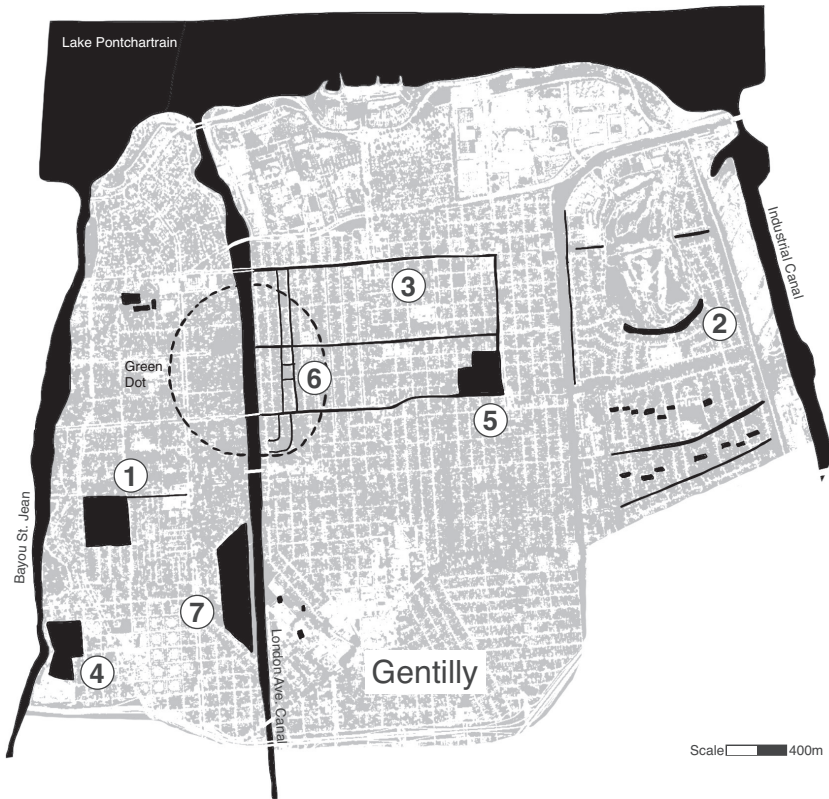 Lake Pontchartrain
Industrial Canal
3
2
Green
Dot
6
5
1
Bayou St. Jean
7
London Ave. Canal
4
Gentilly
Scale 400m